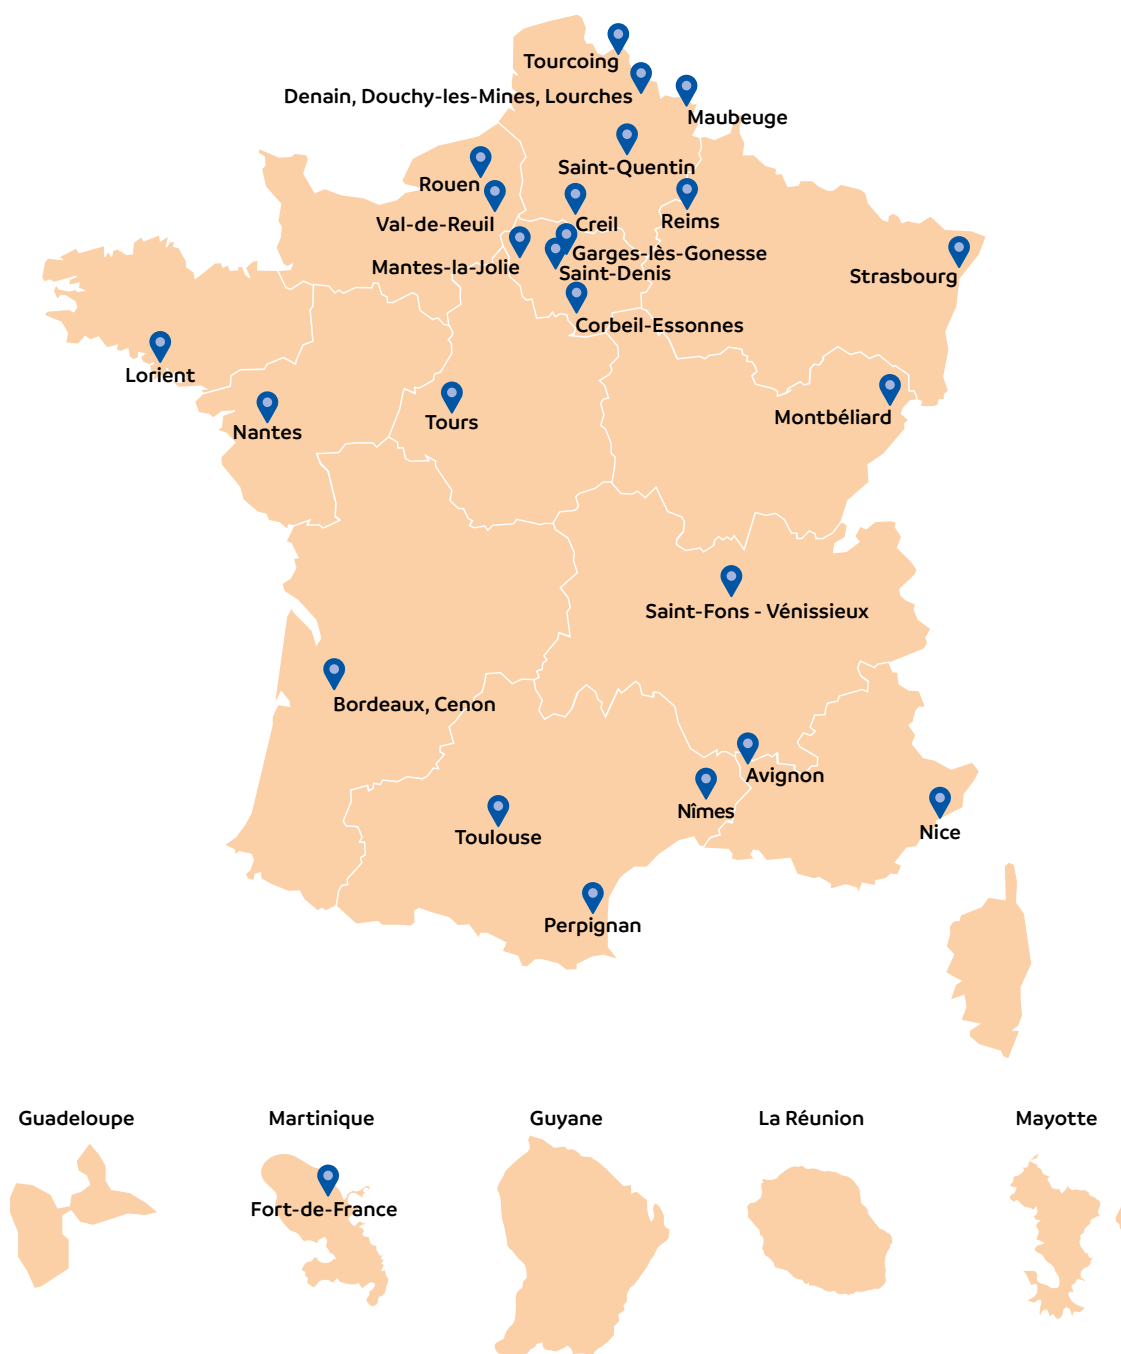 Tourcoing
Denain, Douchy-les-Mines, Lourches
Maubeuge
Saint-Quentin
Rouen
Val-de-Reuil
Creil
Reims
Mantes-la-Jolie
Garges-lès-Gonesse
Saint-Denis
Strasbourg
Corbeil-Essonnes
Lorient
Nantes
Tours
Montbéliard
Saint-Fons - Vénissieux
Bordeaux, Cenon
Avignon
Nîmes
Toulouse
Nice
Perpignan
Guadeloupe
Martinique
Guyane
La Réunion
Mayotte
Fort-de-France